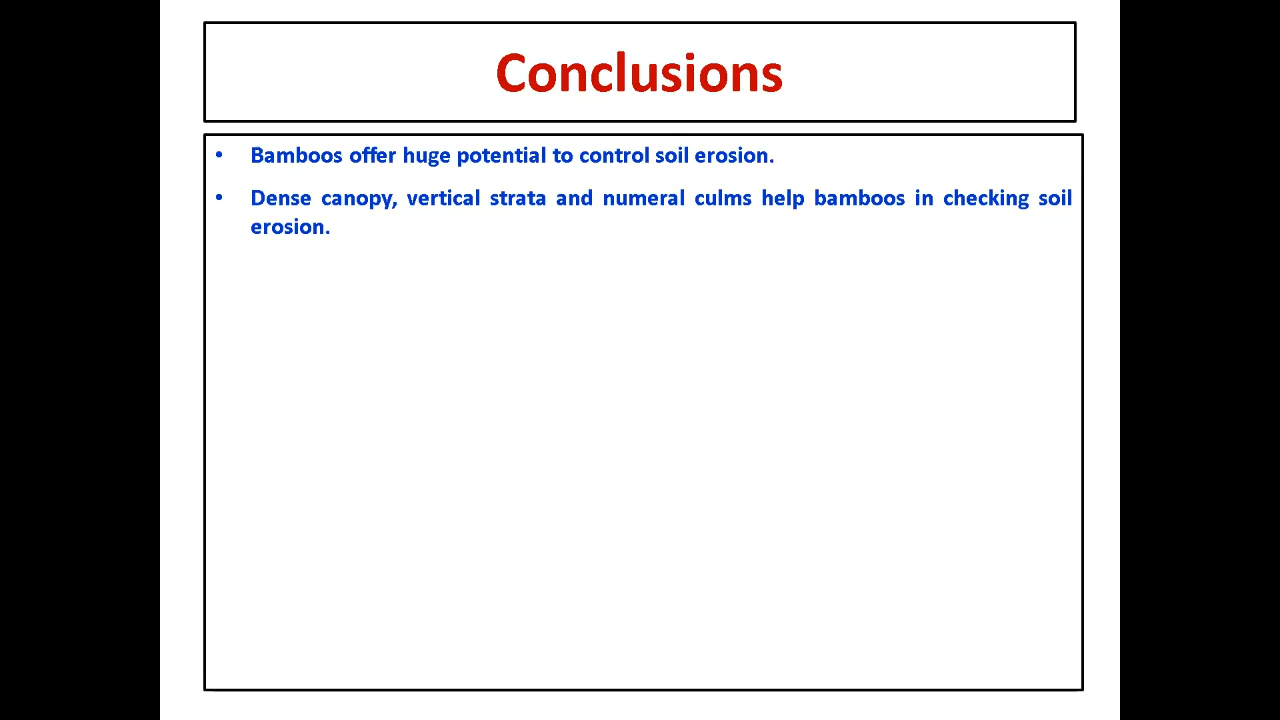 Conclusions
• Bamboos offer huge potential to control soil erosion.
• Dense canopy, vertical strata and numeral culms help bamboos in checking soil
erosion.